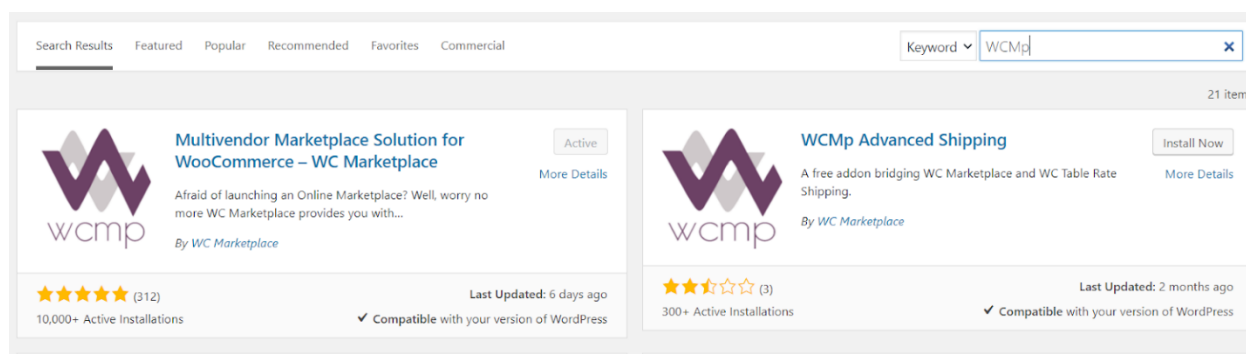 Search Results Featured Popular Recommended Favorites Commercial Keyword WCMp
21 item
Multivendor Marketplace Solution for
WooCommerce – WC Marketplace
Active
More Details
Afraid of launching an Online Marketplace? Well, worry no
more WC Marketplace provides you with...
By WC Marketplace
wcmp
(312)
10,000+ Active Installations
Last Updated: 6 days ago
Compatible with your version of WordPress
WCMp Advanced Shipping
Install Now
More Details
A free addon bridging WC Marketplace and WC Table Rate
Shipping.
By WC Marketplace
wcmp
(3)
300+ Active Installations
Last Updated: 2 months ago
Compatible with your version of WordPress